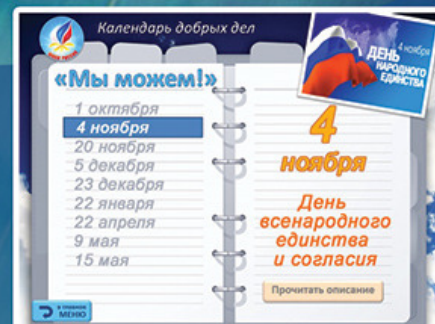 Календарь добрых дел
«Мы можем!»
1 октября
4 ноября
20 ноября
5 декабря
23 декабря
22 января
22 апреля
9 мая
15 мая
В ГЛАВНОЕ
МЕНЮ
4 ноября
ДЕНЬ
НАРОДНОГО
ЕДИНСТВА
4
ноября
День
всенародного
единства
и согласия
Прочитать описание